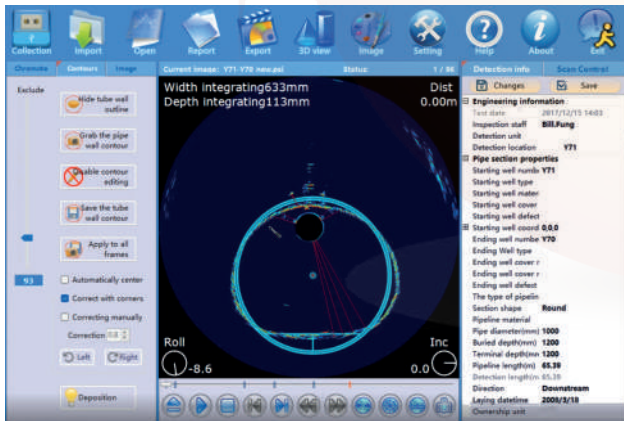 Collection Import Open Report Export 3D view Image Setting Help About Exit
Chromite Contours Image
Current image: Y71-Y70 new.psi Status: 1 / 86
Detection info Scan Control
Exclude
Hide tube wall
outline
Grab the pipe
wall contour
Disable contour
editing
Save the tube
wall contour
Apply to all
frames
93
Automatically center
Correct with corners
Correcting manually
Correction 0.0
Left Right
Deposition
Width integrating633mm
Depth integrating113mm
Dist
0.00m
Roll
-8.6
Inc
0.0
Changes Save
Engineering information
Test date 2017/12/15 14:03
Inspection staff Bill.Fung
Detection unit
Detection location Y71
Pipe section properties
Starting well numbe Y71
Starting well type
Starting well mater
Starting well cover
Starting well defect
Starting well coord 0,0,0
Ending well numbe Y70
Ending Well type
Ending well cover r
Ending well cover r
Ending well defect
The type of pipelin
Section shape Round
Pipeline material
Pipe diameter(mm) 1000
Buried depth(mm) 1200
Terminal depth(mn 1200
Pipeline length(m) 65.39
Detection length(m 65.39
Direction Downstream
Laying datetime 2009/3/18
Ownership unit